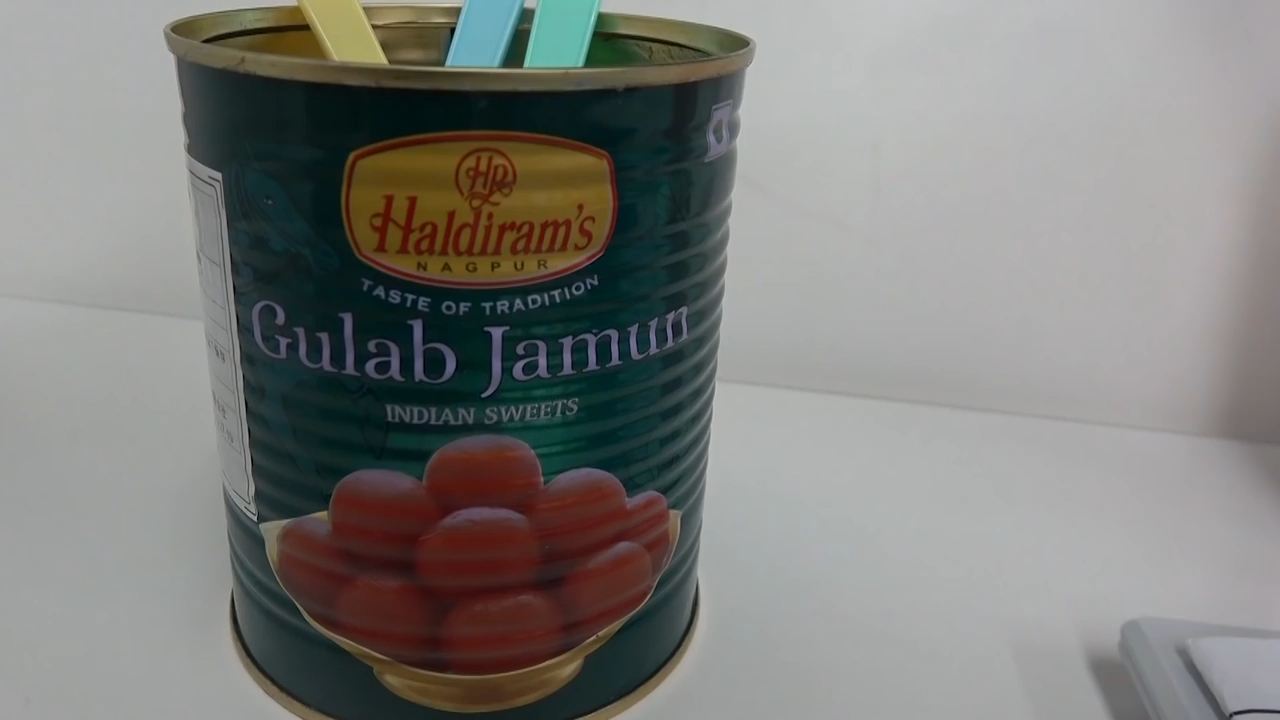 HR
Haldiram's
NAGPUR
TASTE OF TRADITION
Gulab Jamun
INDIAN SWEETS